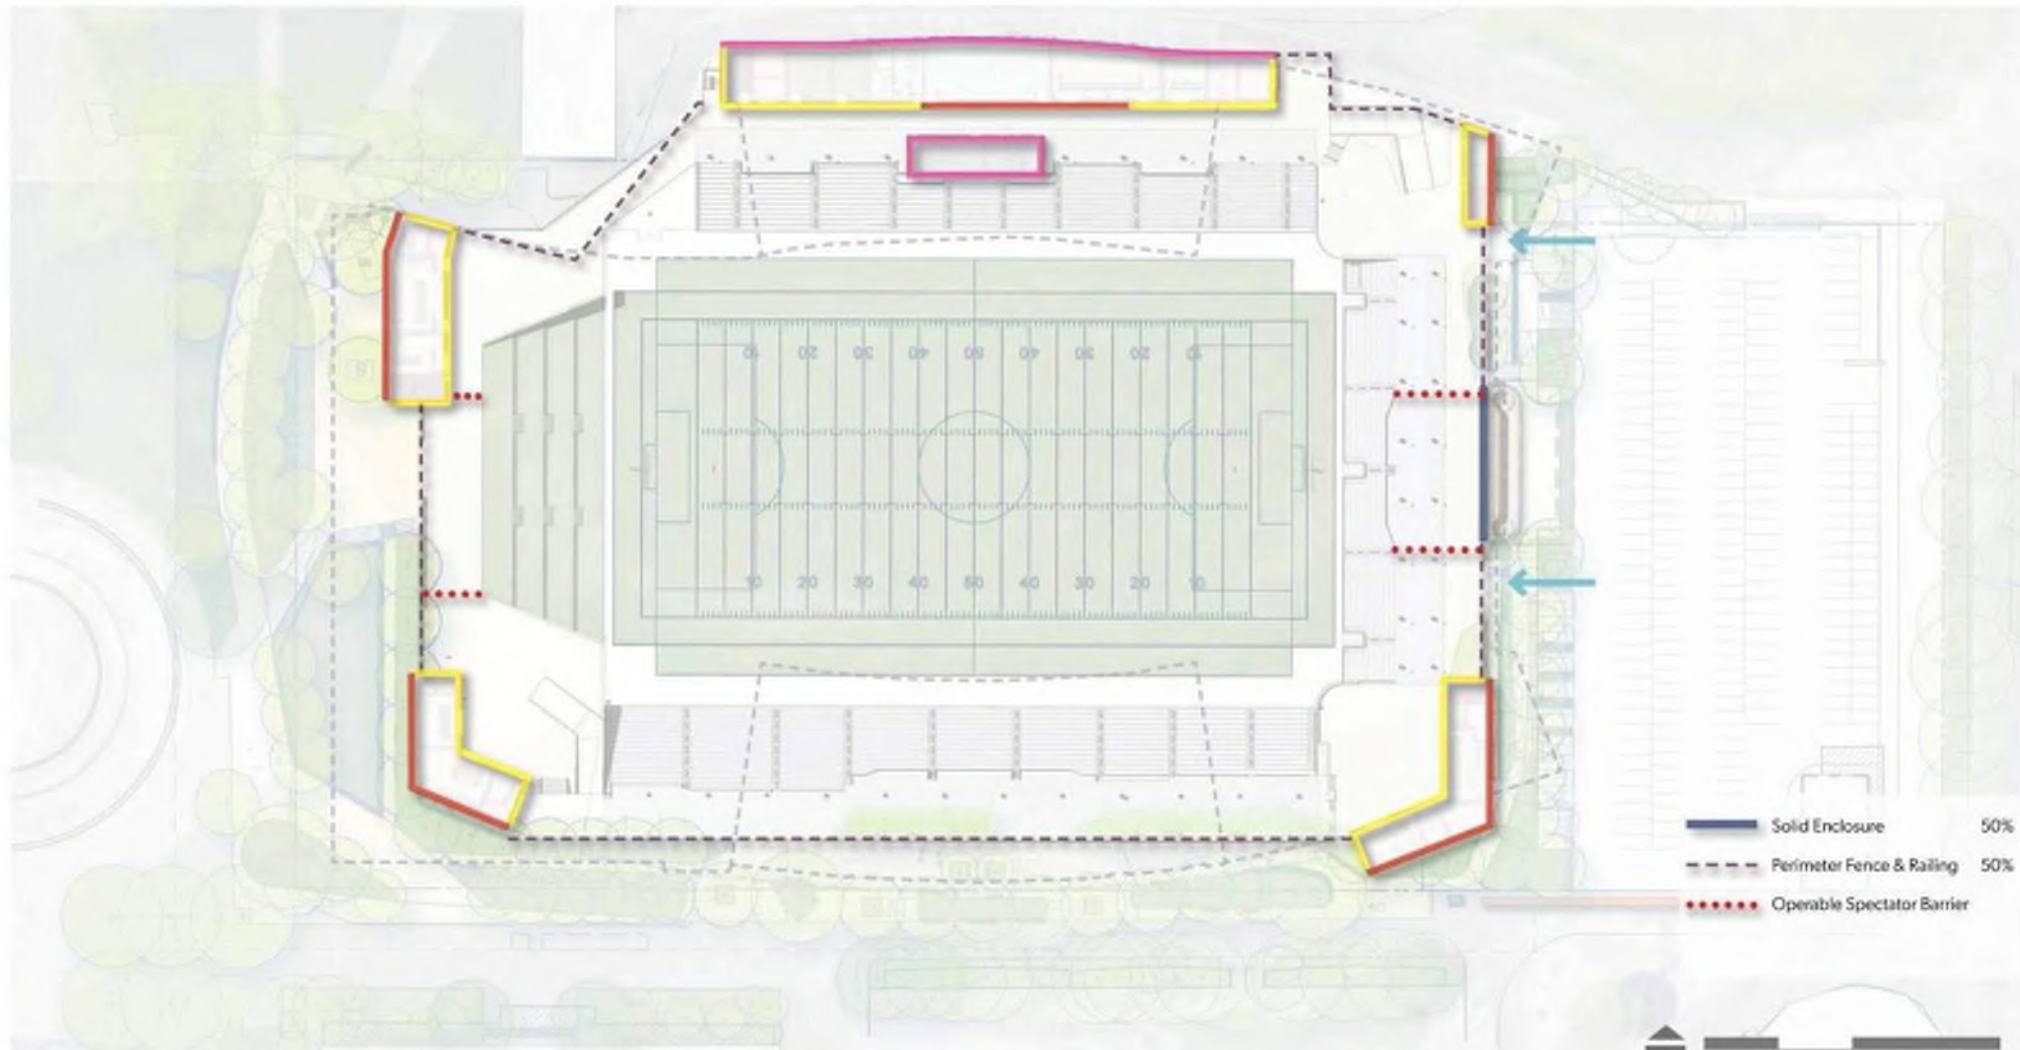 10 20 30 40 50 40 30 20 10
10 20 30 40 50 40 30 20 10
Solid Enclosure 50%
Perimeter Fence & Railing 50%
Operable Spectator Barrier